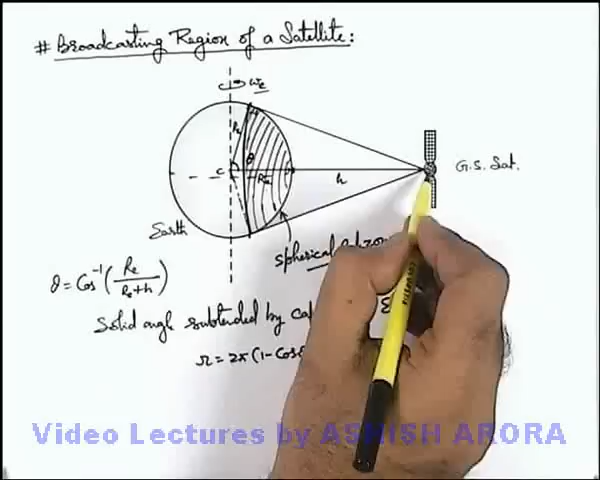 # Broadcasting Region of a Satellite:
ωe
R
θ
C
Re
h
G.S. Sat.
Earth
spherical
θ = Cos⁻¹ (Re / Re+h)
Solid angle subtended by
Ω = 2π (1-Cos
Video Lectures by ASHISH ARORA